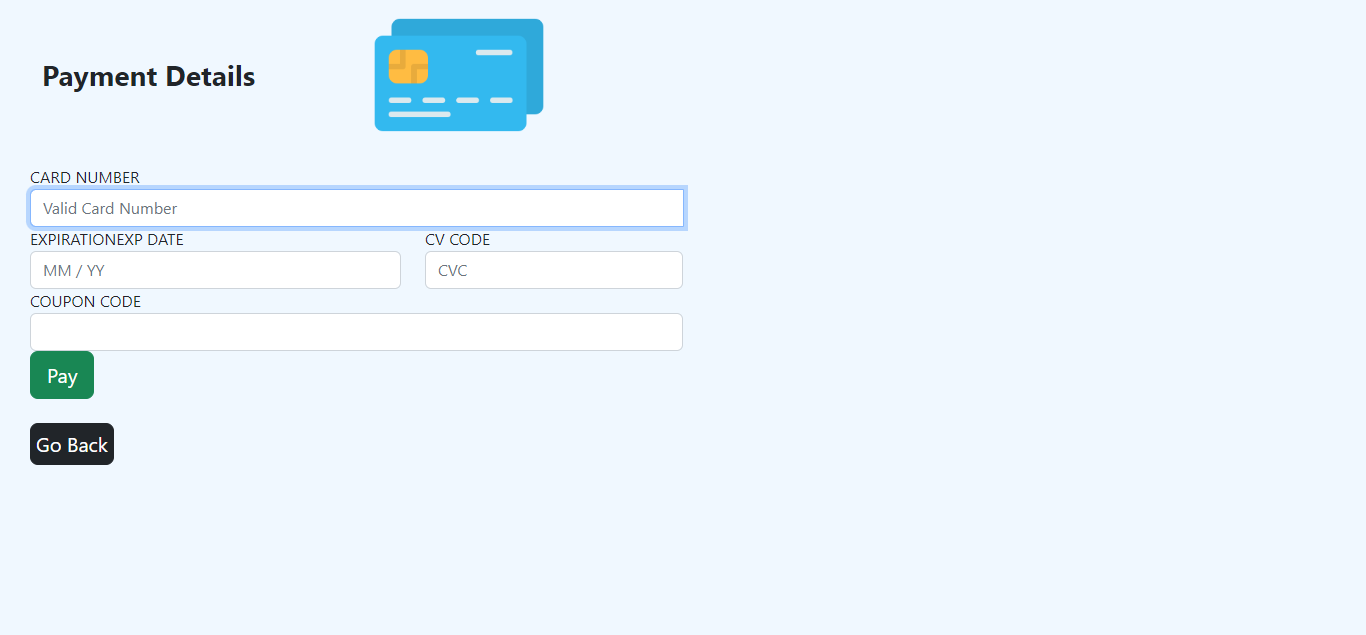 Payment Details
CARD NUMBER
Valid Card Number
EXPIRATIONEXP DATE
CV CODE
MM / YY
CVC
COUPON CODE
Pay
Go Back